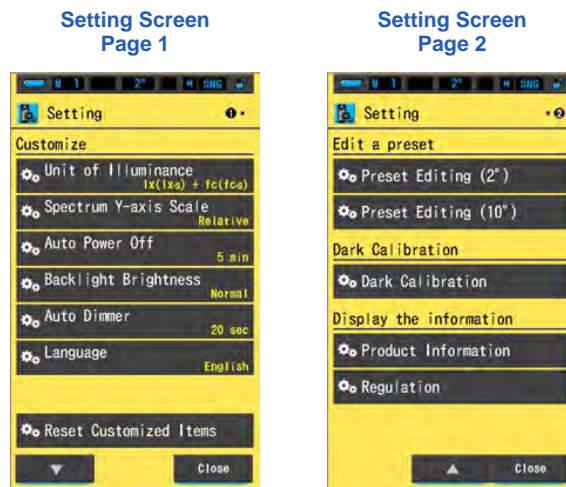 Setting Screen
Page 1
M 1 2° SNG
Setting
Customize
Unit of Illuminance
lx(lxs) + fc(fcs)
Spectrum Y-axis Scale
Relative
Auto Power Off
5 min
Backlight Brightness
Normal
Auto Dimmer
20 sec
Language
English
Reset Customized Items
▼ Close
Setting Screen
Page 2
M 1 2° SNG
Setting
Edit a preset
Preset Editing (2°)
Preset Editing (10°)
Dark Calibration
Dark Calibration
Display the information
Product Information
Regulation
▲ Close